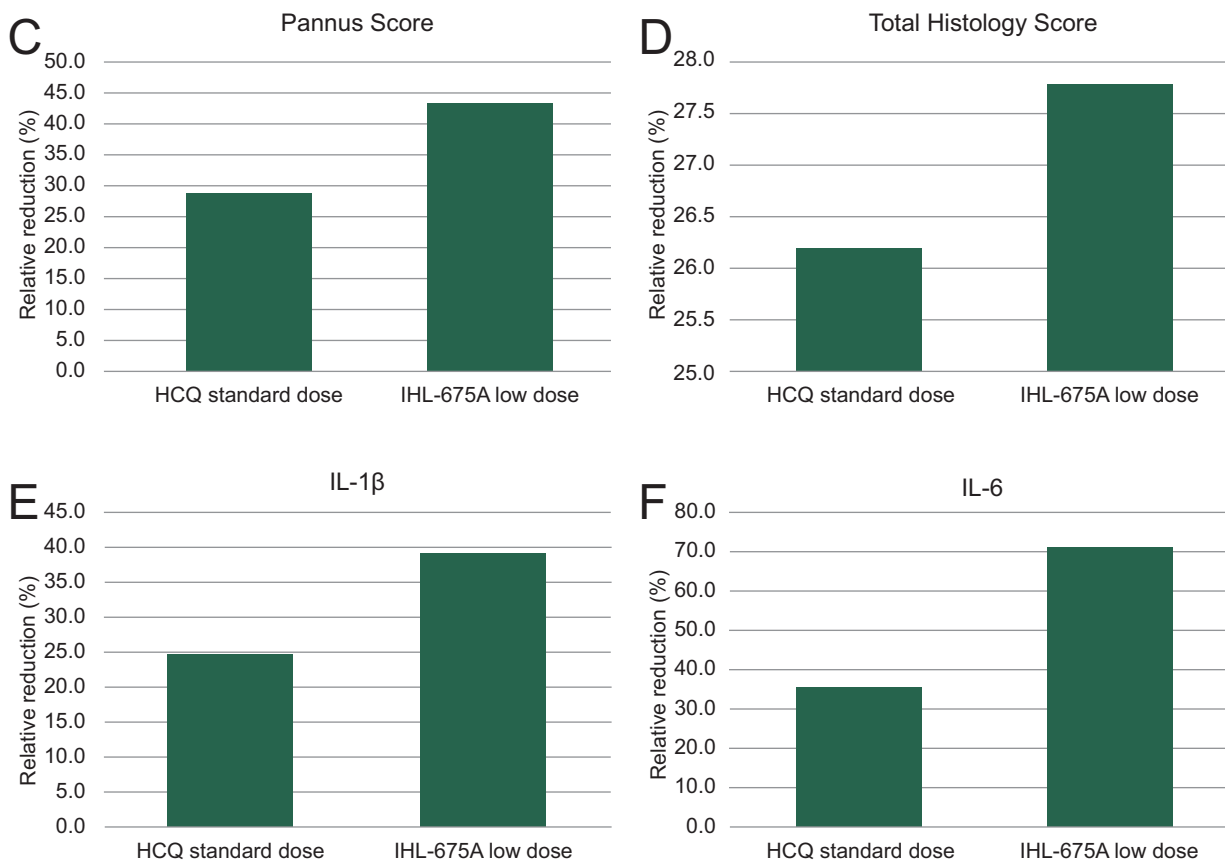 C
Pannus Score
Relative reduction (%)
50.0
45.0
40.0
35.0
30.0
25.0
20.0
15.0
10.0
5.0
0.0
HCQ standard dose
IHL-675A low dose
D
Total Histology Score
Relative reduction (%)
28.0
27.5
27.0
26.5
26.0
25.5
25.0
HCQ standard dose
IHL-675A low dose
E
IL-1β
Relative reduction (%)
45.0
40.0
35.0
30.0
25.0
20.0
15.0
10.0
5.0
0.0
HCQ standard dose
IHL-675A low dose
F
IL-6
Relative reduction (%)
80.0
70.0
60.0
50.0
40.0
30.0
20.0
10.0
0.0
HCQ standard dose
IHL-675A low dose